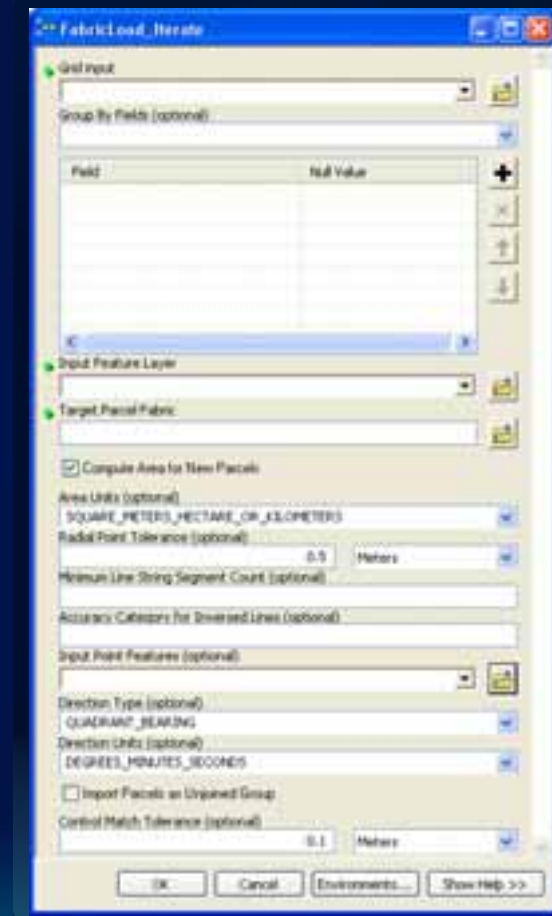 FabricLoad_Iterate
Grid input
Group By Fields (optional)
Field Null Value
Input Feature Layer
Target Parcel Fabric
Compute Area for New Parcels
Area Units (optional)
SQUARE_METERS_HECTARE_OR_KILOMETERS
Radial Point Tolerance (optional)
0.5 Meters
Minimum Line String Segment Count (optional)
Accuracy Category for Inversed Lines (optional)
Input Point Features (optional)
Direction Type (optional)
QUADRANT_BEARING
Direction Units (optional)
DEGREES_MINUTES_SECONDS
Import Parcels as Unjoined Group
Control Match Tolerance (optional)
0.1 Meters
OK Cancel Environments... Show Help >>